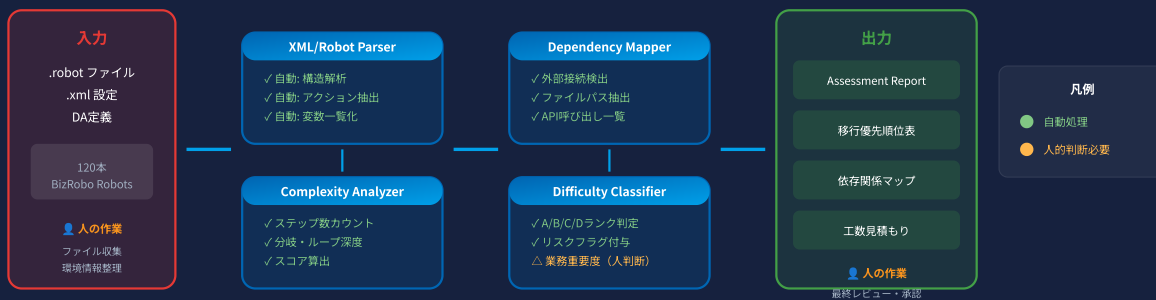 入力
.robot ファイル
.xml 設定
DA定義
120本
BizRobo Robots
人の作業
ファイル収集
環境情報整理
XML/Robot Parser
✓ 自動: 構造解析
✓ 自動: アクション抽出
✓ 自動: 変数一覧化
Complexity Analyzer
✓ ステップ数カウント
✓ 分岐・ループ深度
✓ スコア算出
Dependency Mapper
✓ 外部接続検出
✓ ファイルパス抽出
✓ API呼び出し一覧
Difficulty Classifier
✓ A/B/C/Dランク判定
✓ リスクフラグ付与
△ 業務重要度（人判断）
出力
Assessment Report
移行優先順位表
依存関係マップ
工数見積もり
人の作業
最終レビュー・承認
凡例
自動処理
人的判断必要